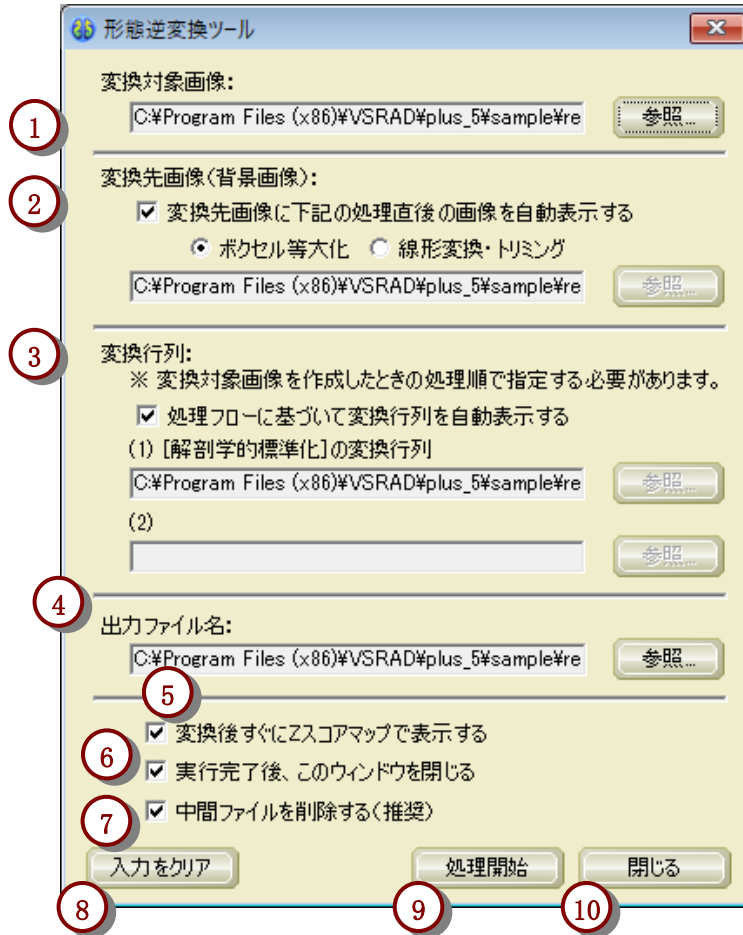 形態逆変換ツール
変換対象画像:
① C:¥Program Files (x86)¥VSRAD¥plus_5¥sample¥re 参照...
変換先画像(背景画像):
② 変換先画像に下記の処理直後の画像を自動表示する
ボクセル等大化 線形変換・トリミング
C:¥Program Files (x86)¥VSRAD¥plus_5¥sample¥re 参照...
③ 変換行列:
※ 変換対象画像を作成したときの処理順で指定する必要があります。
処理フローに基づいて変換行列を自動表示する
(1) [解剖学的標準化]の変換行列
C:¥Program Files (x86)¥VSRAD¥plus_5¥sample¥re 参照...
(2)
参照...
④ 出力ファイル名:
C:¥Program Files (x86)¥VSRAD¥plus_5¥sample¥re 参照...
⑤ 変換後すぐにZスコアマップで表示する
⑥ 実行完了後、このウィンドウを閉じる
⑦ 中間ファイルを削除する(推奨)
入力をクリア 処理開始 閉じる
⑧ ⑨ ⑩